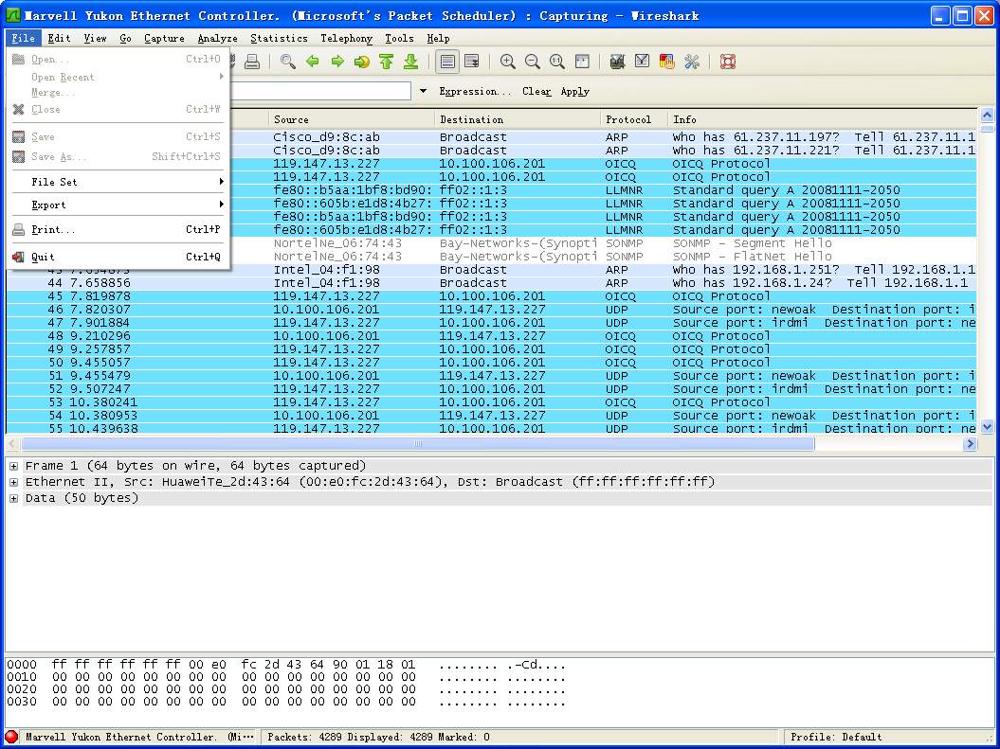 Marvell Yukon Ethernet Controller. (Microsoft's Packet Scheduler) : Capturing - Wireshark
File Edit View Go Capture Analyze Statistics Telephony Tools Help
Open... Ctrl+O
Open Recent
Merge...
Close Ctrl+W
Save Ctrl+S
Save As... Shift+Ctrl+S
File Set
Export
Print... Ctrl+P
Quit Ctrl+Q
Expression... Clear Apply
Source Destination Protocol Info
Cisco_d9:8c:ab Broadcast ARP Who has 61.237.11.197? Tell 61.237.11.1
Cisco_d9:8c:ab Broadcast ARP Who has 61.237.11.221? Tell 61.237.11.1
119.147.13.227 10.100.106.201 OICQ OICQ Protocol
119.147.13.227 10.100.106.201 OICQ OICQ Protocol
fe80::b5aa:1bf8:bd90: ff02::1:3 LLMNR Standard query A 20081111-2050
fe80::605b:e1d8:4b27: ff02::1:3 LLMNR Standard query A 20081111-2050
fe80::b5aa:1bf8:bd90: ff02::1:3 LLMNR Standard query A 20081111-2050
fe80::605b:e1d8:4b27: ff02::1:3 LLMNR Standard query A 20081111-2050
NortelNe_06:74:43 Bay-Networks-(Synopti SONMP SONMP - Segment Hello
NortelNe_06:74:43 Bay-Networks-(Synopti SONMP SONMP - FlatNet Hello
43 7.654873 Intel_04:f1:98 Broadcast ARP Who has 192.168.1.251? Tell 192.168.1.1
44 7.658856 Intel_04:f1:98 Broadcast ARP Who has 192.168.1.24? Tell 192.168.1.1
45 7.819878 119.147.13.227 10.100.106.201 OICQ OICQ Protocol
46 7.820307 10.100.106.201 119.147.13.227 UDP Source port: newoak Destination port: i
47 7.901884 119.147.13.227 10.100.106.201 UDP Source port: irdmi Destination port: ne
48 9.210296 10.100.106.201 119.147.13.227 OICQ OICQ Protocol
49 9.257857 119.147.13.227 10.100.106.201 OICQ OICQ Protocol
50 9.455057 119.147.13.227 10.100.106.201 OICQ OICQ Protocol
51 9.455479 10.100.106.201 119.147.13.227 UDP Source port: newoak Destination port: i
52 9.507247 119.147.13.227 10.100.106.201 UDP Source port: irdmi Destination port: ne
53 10.380241 119.147.13.227 10.100.106.201 OICQ OICQ Protocol
54 10.380953 10.100.106.201 119.147.13.227 UDP Source port: newoak Destination port: i
55 10.439638 119.147.13.227 10.100.106.201 UDP Source port: irdmi Destination port: ne
Frame 1 (64 bytes on wire, 64 bytes captured)
Ethernet II, Src: HuaweiTe_2d:43:64 (00:e0:fc:2d:43:64), Dst: Broadcast (ff:ff:ff:ff:ff:ff)
Data (50 bytes)
0000 ff ff ff ff ff ff 00 e0 fc 2d 43 64 90 01 18 01 ........ .-Cd....
0010 00 00 00 00 00 00 00 00 00 00 00 00 00 00 00 00 ........ ........
0020 00 00 00 00 00 00 00 00 00 00 00 00 00 00 00 00 ........ ........
0030 00 00 00 00 00 00 00 00 00 00 00 00 00 00 00 00 ........ ........
Marvell Yukon Ethernet Controller. (Mi··· Packets: 4289 Displayed: 4289 Marked: 0 Profile: Default